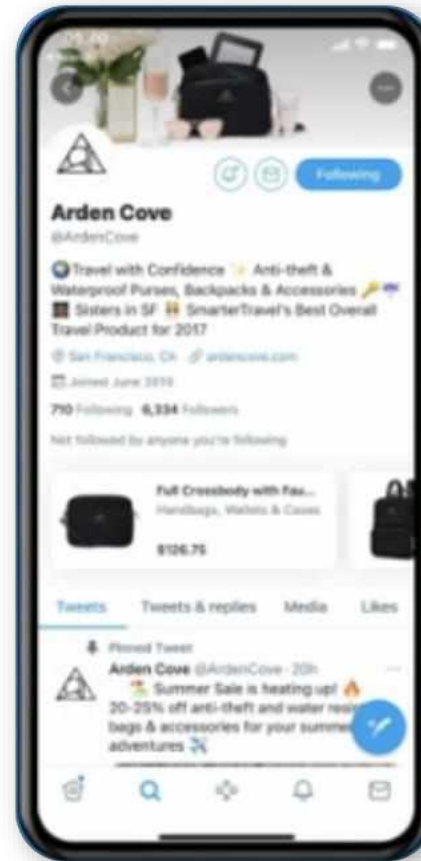 Following
Arden Cove
@ArdenCove
🌍Travel with Confidence ✨ Anti-theft &
Waterproof Purses, Backpacks & Accessories 🔑☔
🌉 Sisters in SF 👯 SmarterTravel's Best Overall
Travel Product for 2017
San Francisco, CA ardencove.com
Joined June 2015
710 Following 6,334 Followers
Not followed by anyone you're following
Full Crossbody with Fau...
Handbags, Wallets & Cases
$126.75
Tweets Tweets & replies Media Likes
Pinned Tweet
Arden Cove @ArdenCove · 20h
🏖️ Summer Sale is heating up! 🔥
20-25% off anti-theft and water
bags & accessories for your summer
adventures ✈️